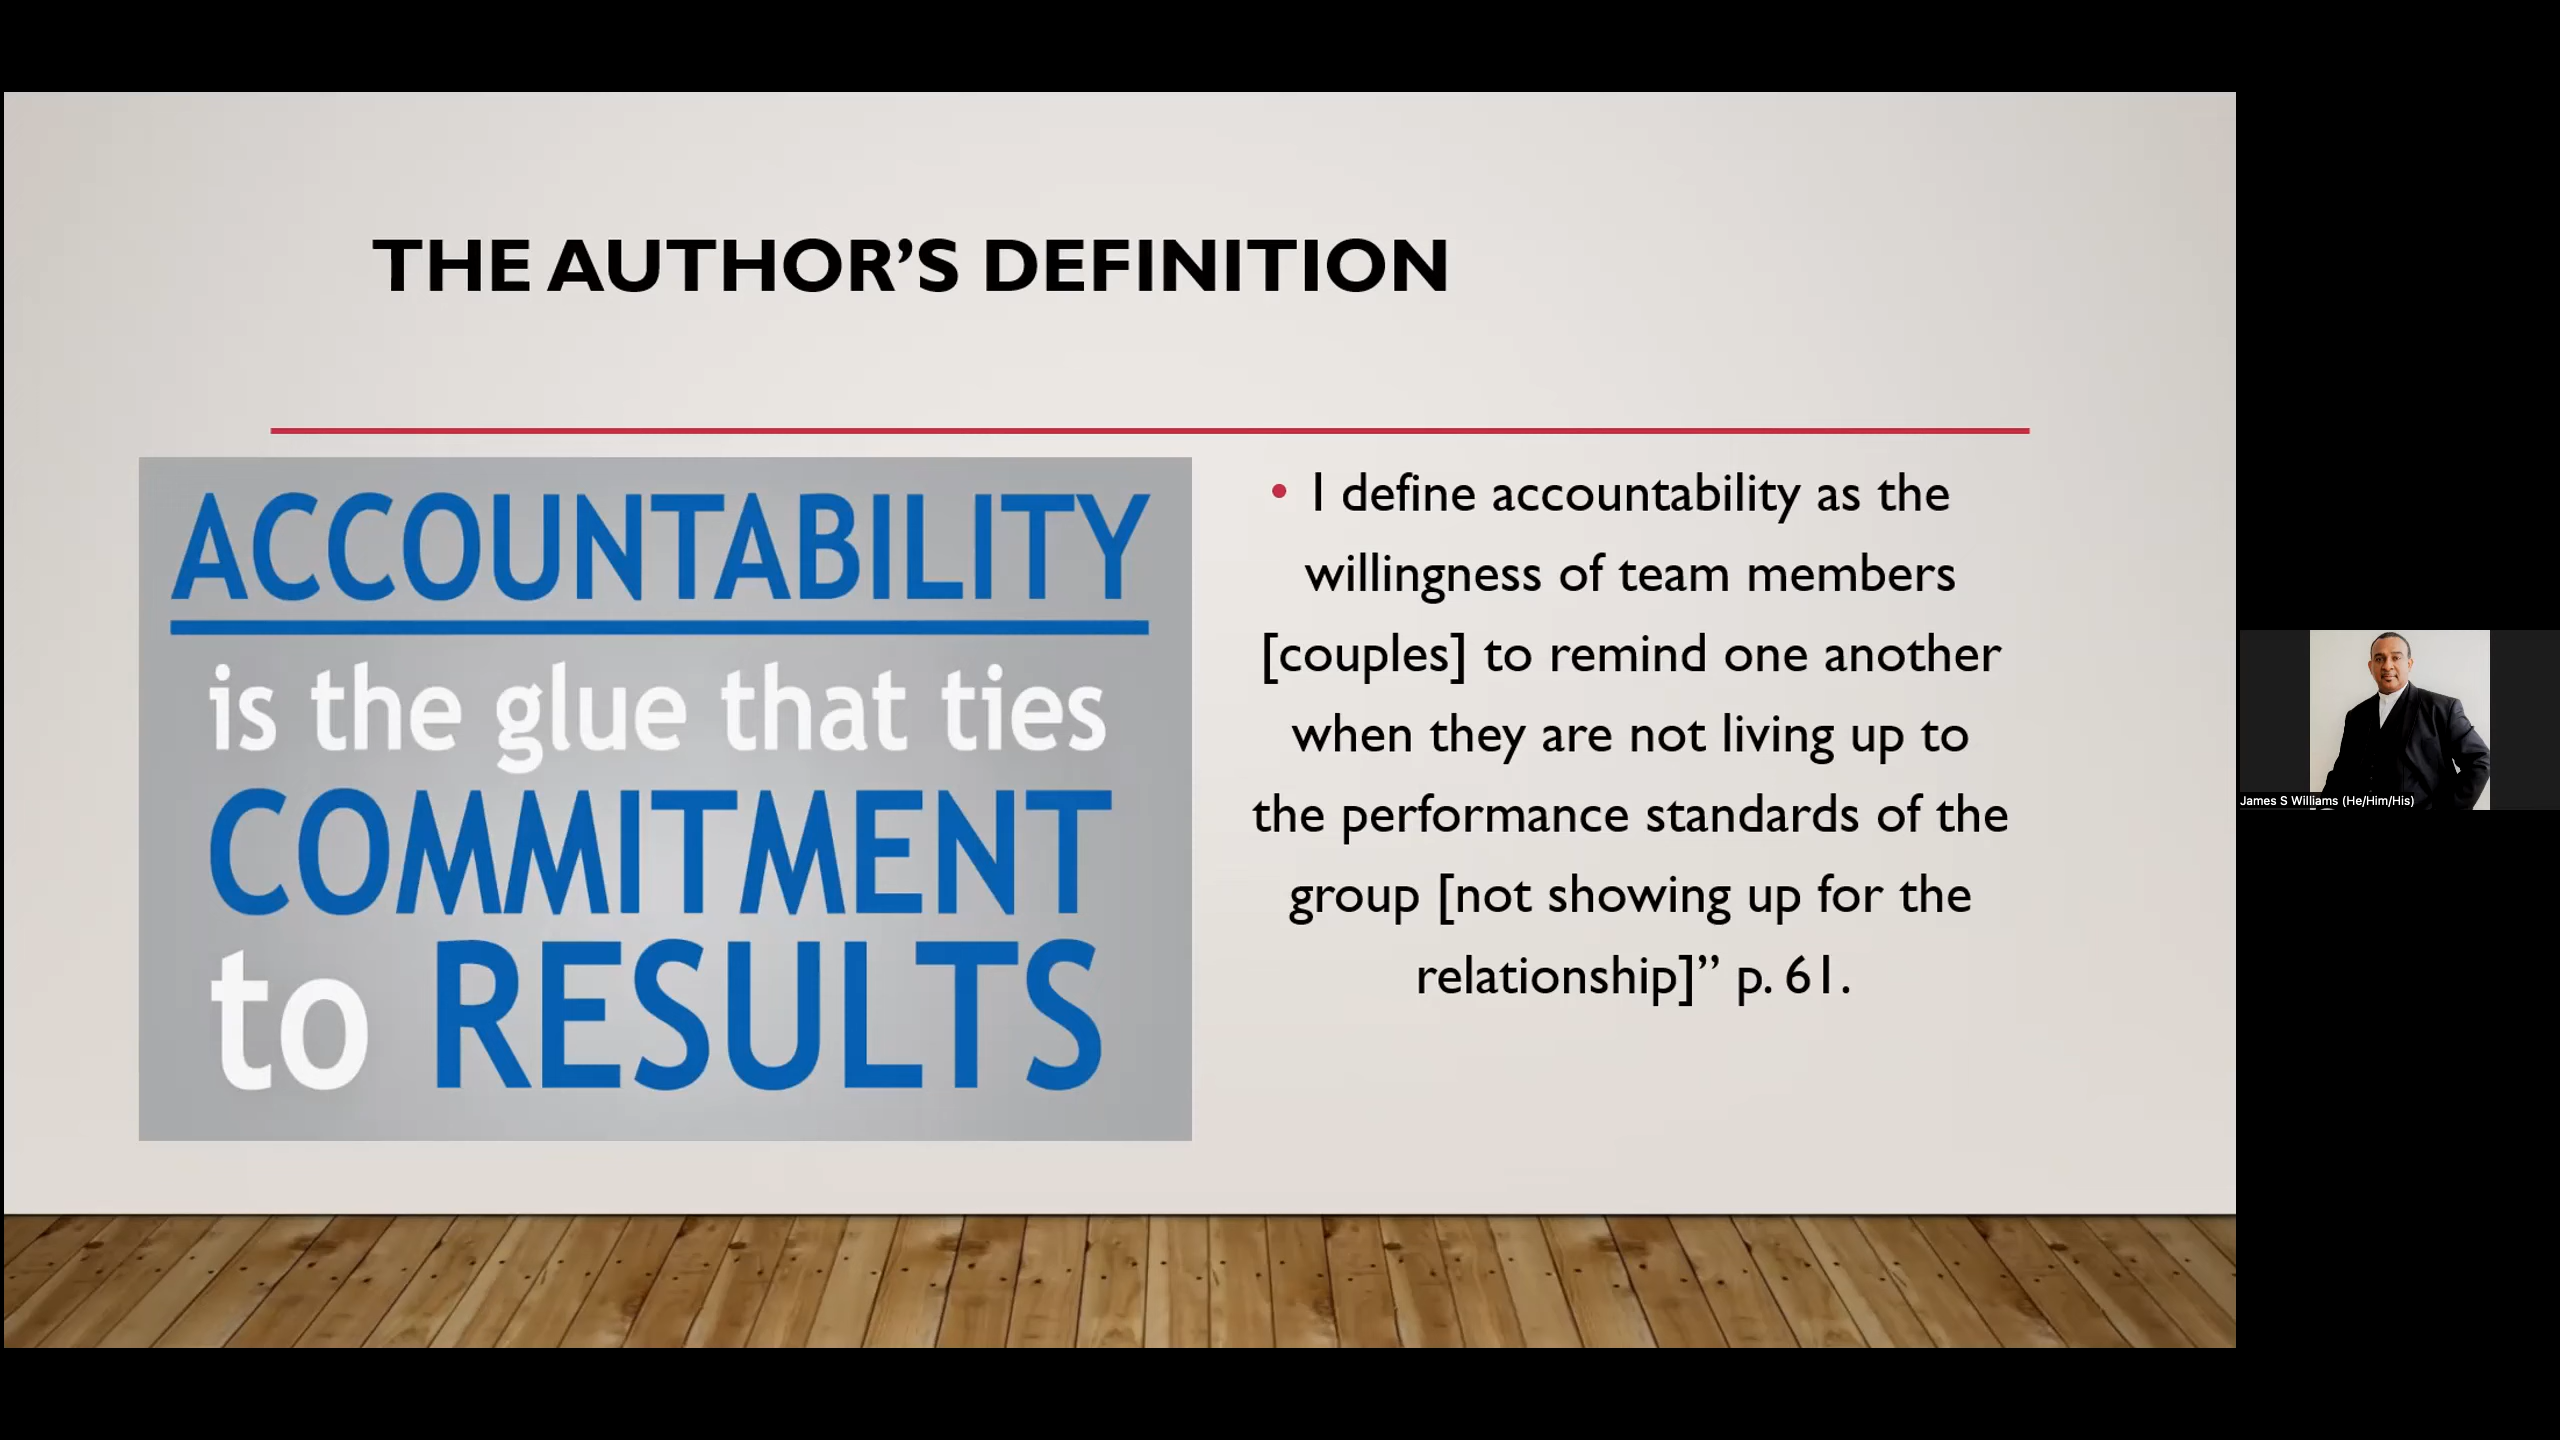 THE AUTHOR’S DEFINITION
ACCOUNTABILITY
is the glue that ties
COMMITMENT
to RESULTS
• I define accountability as the
willingness of team members
[couples] to remind one another
when they are not living up to
the performance standards of the
group [not showing up for the
relationship]” p. 61.
James S Williams (He/Him/His)